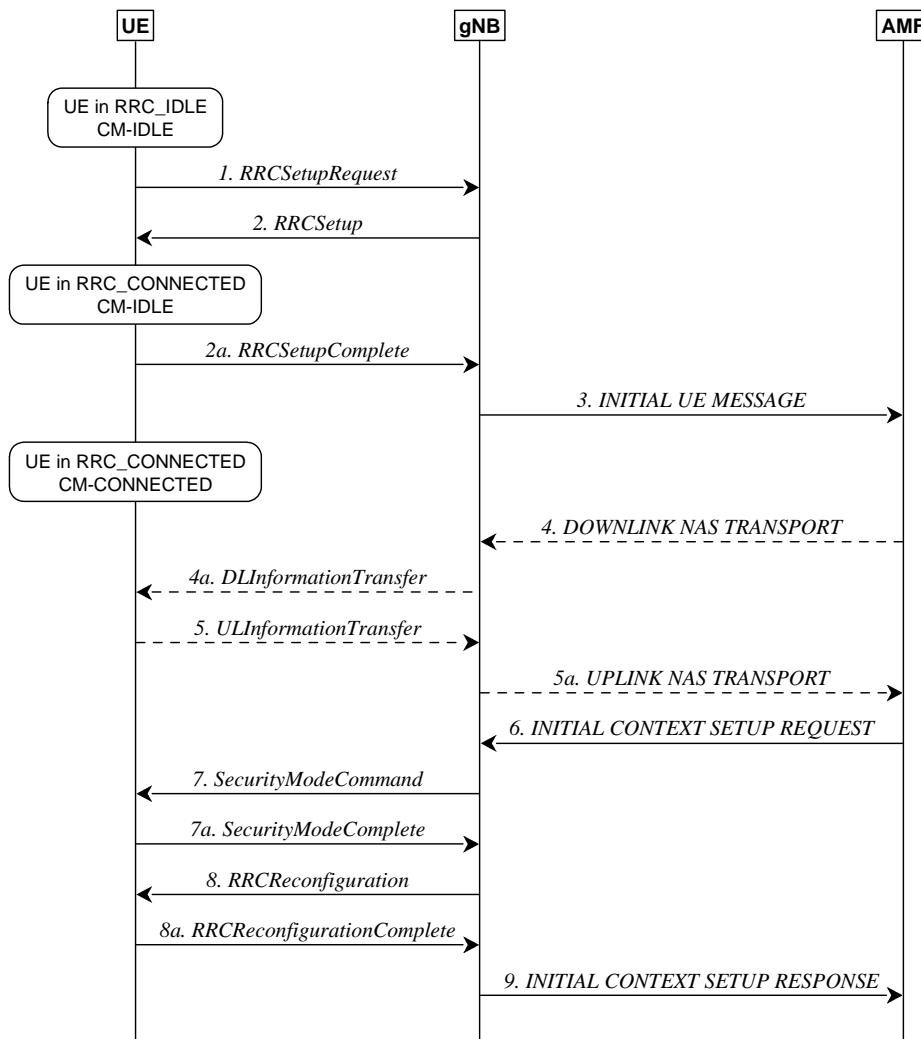 UE
gNB
AMF
UE in RRC_IDLE
CM-IDLE
1. RRCSetupRequest
2. RRCSetup
UE in RRC_CONNECTED
CM-IDLE
2a. RRCSetupComplete
3. INITIAL UE MESSAGE
UE in RRC_CONNECTED
CM-CONNECTED
4. DOWNLINK NAS TRANSPORT
4a. DLInformationTransfer
5. ULInformationTransfer
5a. UPLINK NAS TRANSPORT
6. INITIAL CONTEXT SETUP REQUEST
7. SecurityModeCommand
7a. SecurityModeComplete
8. RRCReconfiguration
8a. RRCReconfigurationComplete
9. INITIAL CONTEXT SETUP RESPONSE